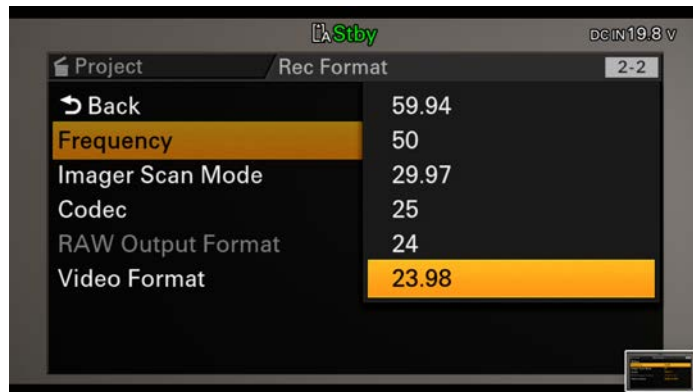 A Stby DC IN 19.8 V
Project Rec Format 2-2
Back 59.94
Frequency 50
Imager Scan Mode 29.97
Codec 25
RAW Output Format 24
Video Format 23.98